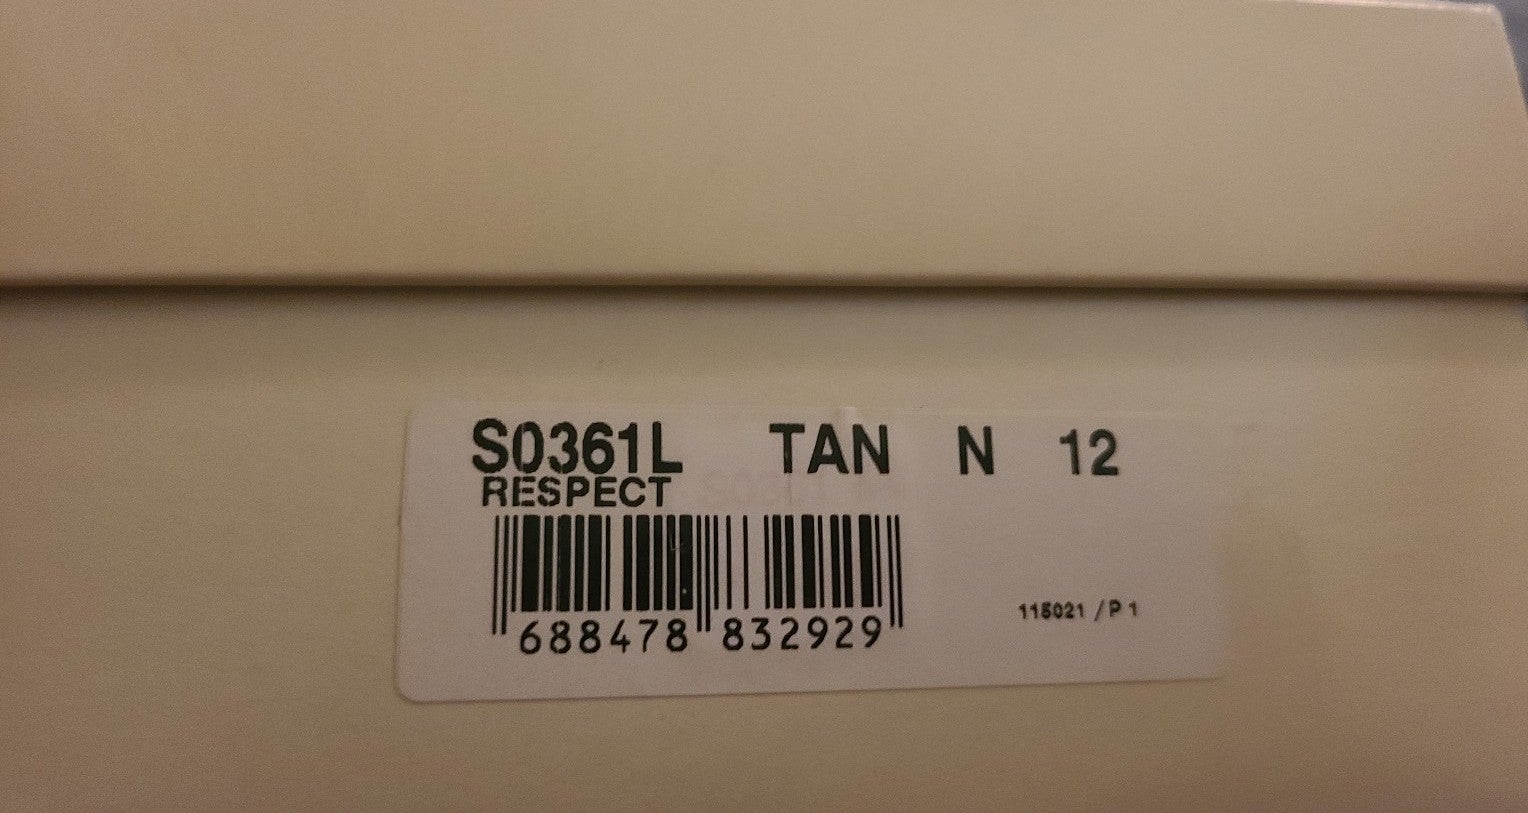 S0361L TAN N 12
RESPECT
688478 832929
115021 /P 1